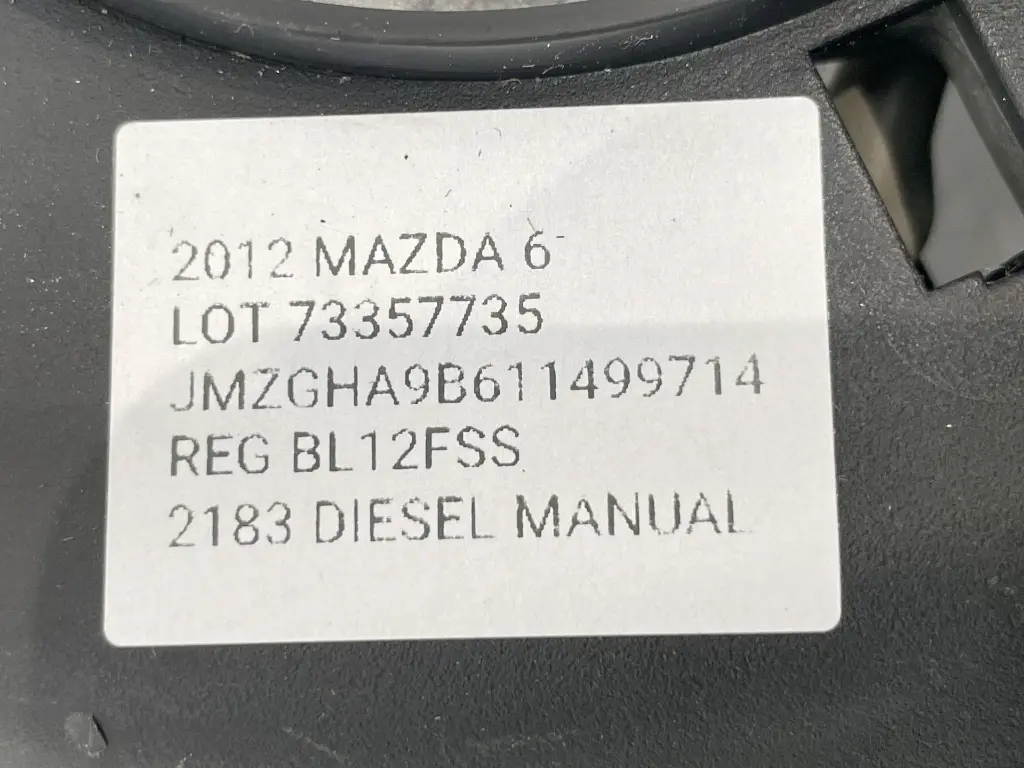 2012 MAZDA 6
LOT 73357735
JMZGHA9B611499714
REG BL12FSS
2183 DIESEL MANUAL